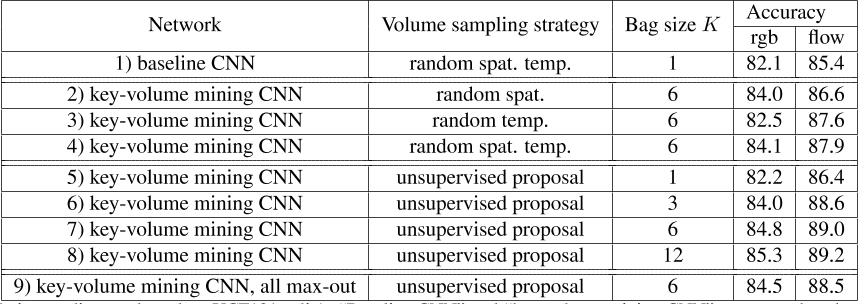 Network Volume sampling strategy Bag size K Accuracy
rgb flow
1) baseline CNN random spat. temp. 1 82.1 85.4
2) key-volume mining CNN random spat. 6 84.0 86.6
3) key-volume mining CNN random temp. 6 82.5 87.6
4) key-volume mining CNN random spat. temp. 6 84.1 87.9
5) key-volume mining CNN unsupervised proposal 1 82.2 86.4
6) key-volume mining CNN unsupervised proposal 3 84.0 88.6
7) key-volume mining CNN unsupervised proposal 6 84.8 89.0
8) key-volume mining CNN unsupervised proposal 12 85.3 89.2
9) key-volume mining CNN, all max-out unsupervised proposal 6 84.5 88.5